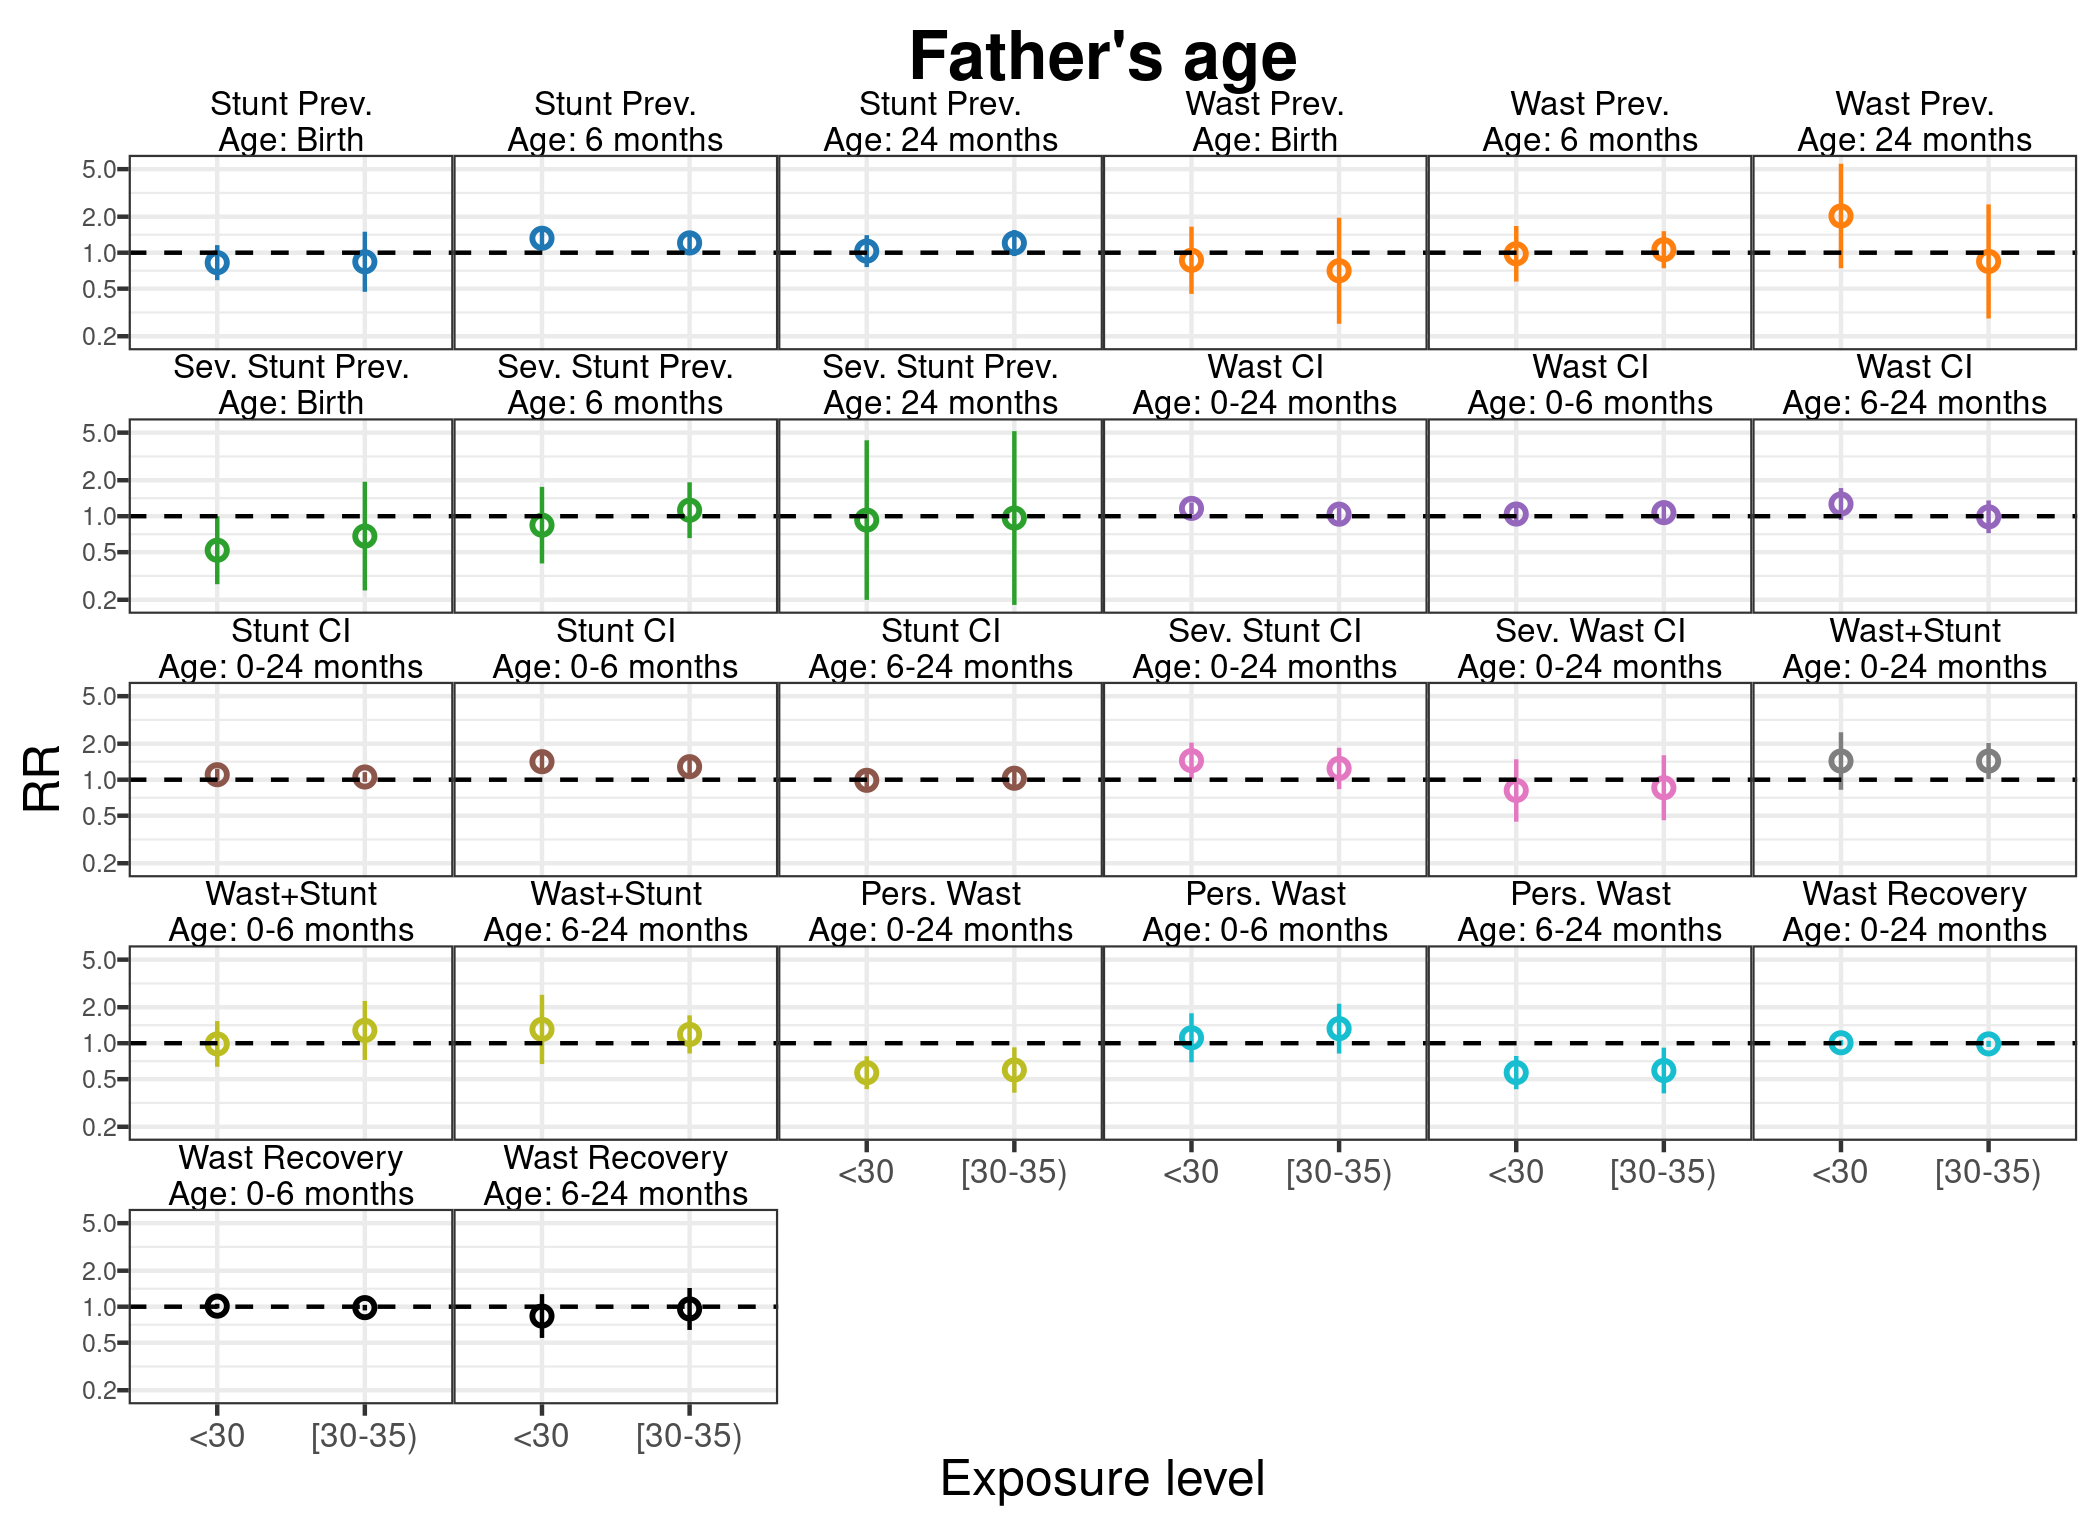 Father's age
Stunt Prev. Stunt Prev. Stunt Prev. Wast Prev. Wast Prev. Wast Prev.
Age: Birth Age: 6 months Age: 24 months Age: Birth Age: 6 months Age: 24 months
5.0
2.0
1.0
0.5
0.2
Sev. Stunt Prev. Sev. Stunt Prev. Sev. Stunt Prev. Wast CI Wast CI Wast CI
Age: Birth Age: 6 months Age: 24 months Age: 0-24 months Age: 0-6 months Age: 6-24 months
5.0
2.0
1.0
0.5
0.2
Stunt CI Stunt CI Stunt CI Sev. Stunt CI Sev. Wast CI Wast+Stunt
Age: 0-24 months Age: 0-6 months Age: 6-24 months Age: 0-24 months Age: 0-24 months Age: 0-24 months
5.0
2.0
1.0
0.5
0.2
RR
Wast+Stunt Wast+Stunt Pers. Wast Pers. Wast Pers. Wast Wast Recovery
Age: 0-6 months Age: 6-24 months Age: 0-24 months Age: 0-6 months Age: 6-24 months Age: 0-24 months
5.0
2.0
1.0
0.5
0.2
<30 [30-35) <30 [30-35) <30 [30-35) <30 [30-35)
Wast Recovery Wast Recovery
Age: 0-6 months Age: 6-24 months
5.0
2.0
1.0
0.5
0.2
<30 [30-35) <30 [30-35)
Exposure level